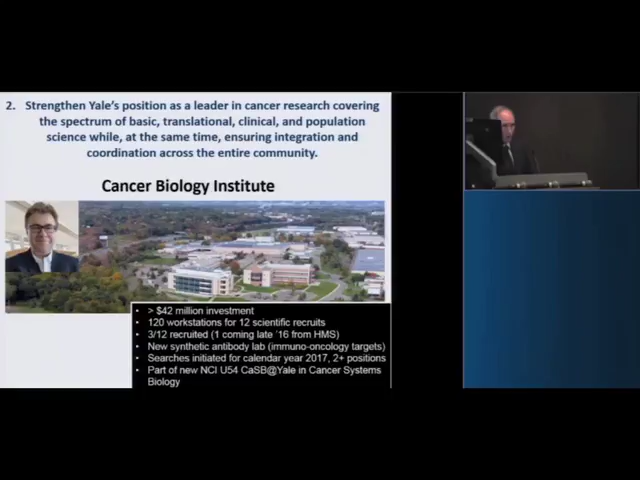 2. Strengthen Yale's position as a leader in cancer research covering
the spectrum of basic, translational, clinical, and population
science while, at the same time, ensuring integration and
coordination across the entire community.
Cancer Biology Institute
• > $42 million investment
• 120 workstations for 12 scientific recruits
• 3/12 recruited (1 coming late '16 from HMS)
• New synthetic antibody lab (immuno-oncology targets)
• Searches initiated for calendar year 2017, 2+ positions
• Part of new NCI U54 CaSB@Yale in Cancer Systems
Biology